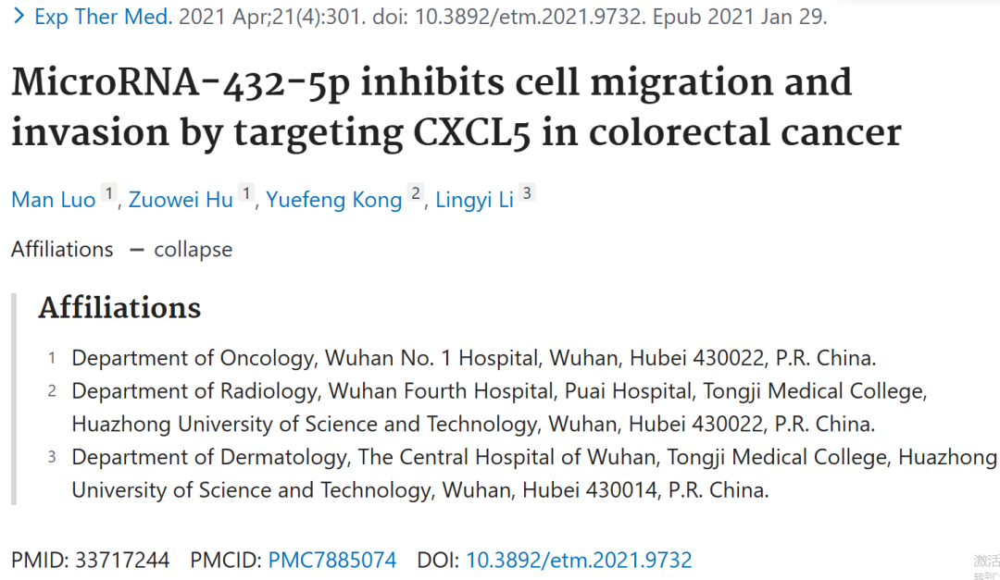 > Exp Ther Med. 2021 Apr;21(4):301. doi: 10.3892/etm.2021.9732. Epub 2021 Jan 29.
MicroRNA-432-5p inhibits cell migration and
invasion by targeting CXCL5 in colorectal cancer
Man Luo 1, Zuowei Hu 1, Yuefeng Kong 2, Lingyi Li 3
Affiliations — collapse
Affiliations
1 Department of Oncology, Wuhan No. 1 Hospital, Wuhan, Hubei 430022, P.R. China.
2 Department of Radiology, Wuhan Fourth Hospital, Puai Hospital, Tongji Medical College,
Huazhong University of Science and Technology, Wuhan, Hubei 430022, P.R. China.
3 Department of Dermatology, The Central Hospital of Wuhan, Tongji Medical College, Huazhong
University of Science and Technology, Wuhan, Hubei 430014, P.R. China.
PMID: 33717244 PMCID: PMC7885074 DOI: 10.3892/etm.2021.9732
激活